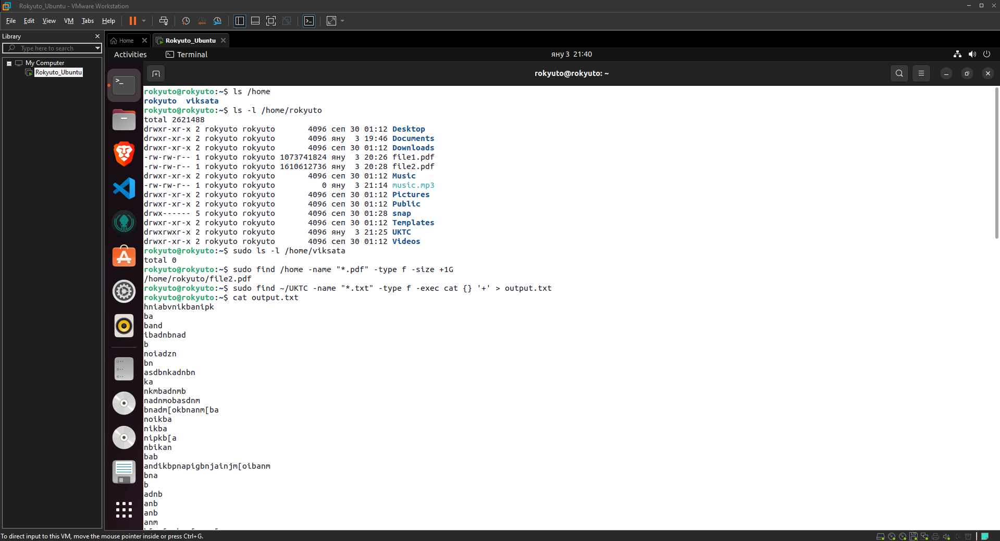 Rokyuto_Ubuntu - VMware Workstation
File Edit View VM Tabs Help
Library
Type here to search
My Computer
Rokyuto_Ubuntu
Home
Rokyuto_Ubuntu
Activities
Terminal
яну 3 21:40
rokyuto@rokyuto: ~
rokyuto@rokyuto:~$ ls /home
rokyuto  viksata
rokyuto@rokyuto:~$ ls -l /home/rokyuto
total 2621488
drwxr-xr-x 2 rokyuto rokyuto       4096 сеп 30 01:12 Desktop
drwxr-xr-x 2 rokyuto rokyuto       4096 яну  3 19:46 Documents
drwxr-xr-x 2 rokyuto rokyuto       4096 сеп 30 01:12 Downloads
-rw-rw-r-- 1 rokyuto rokyuto 1073741824 яну  3 20:26 file1.pdf
-rw-rw-r-- 1 rokyuto rokyuto 1610612736 яну  3 20:28 file2.pdf
drwxr-xr-x 2 rokyuto rokyuto       4096 сеп 30 01:12 Music
-rw-rw-r-- 1 rokyuto rokyuto          0 яну  3 21:14 music.mp3
drwxr-xr-x 2 rokyuto rokyuto       4096 сеп 30 01:12 Pictures
drwxr-xr-x 2 rokyuto rokyuto       4096 сеп 30 01:12 Public
drwx------ 5 rokyuto rokyuto       4096 сеп 30 01:28 snap
drwxr-xr-x 2 rokyuto rokyuto       4096 сеп 30 01:12 Templates
drwxrwxr-x 2 rokyuto rokyuto       4096 яну  3 21:25 UKTC
drwxr-xr-x 2 rokyuto rokyuto       4096 сеп 30 01:12 Videos
rokyuto@rokyuto:~$ sudo ls -l /home/viksata
total 0
rokyuto@rokyuto:~$ sudo find /home -name "*.pdf" -type f -size +1G
/home/rokyuto/file2.pdf
rokyuto@rokyuto:~$ sudo find ~/UKTC -name "*.txt" -type f -exec cat {} '+' > output.txt
rokyuto@rokyuto:~$ cat output.txt
hniabvnikbanipk
ba
band
ibadnbnad
b
noiadzn
bn
asdbnkadnbn
ka
nkmbadnmb
nadnmobasdnm
bnadm[okbnanm[ba
noikba
nikba
nipkb[a
nbikan
bab
andikbpnapigbnjainjm[oibanm
bna
b
adnb
anb
anb
anm
To direct input to this VM, move the mouse pointer inside or press Ctrl+G.